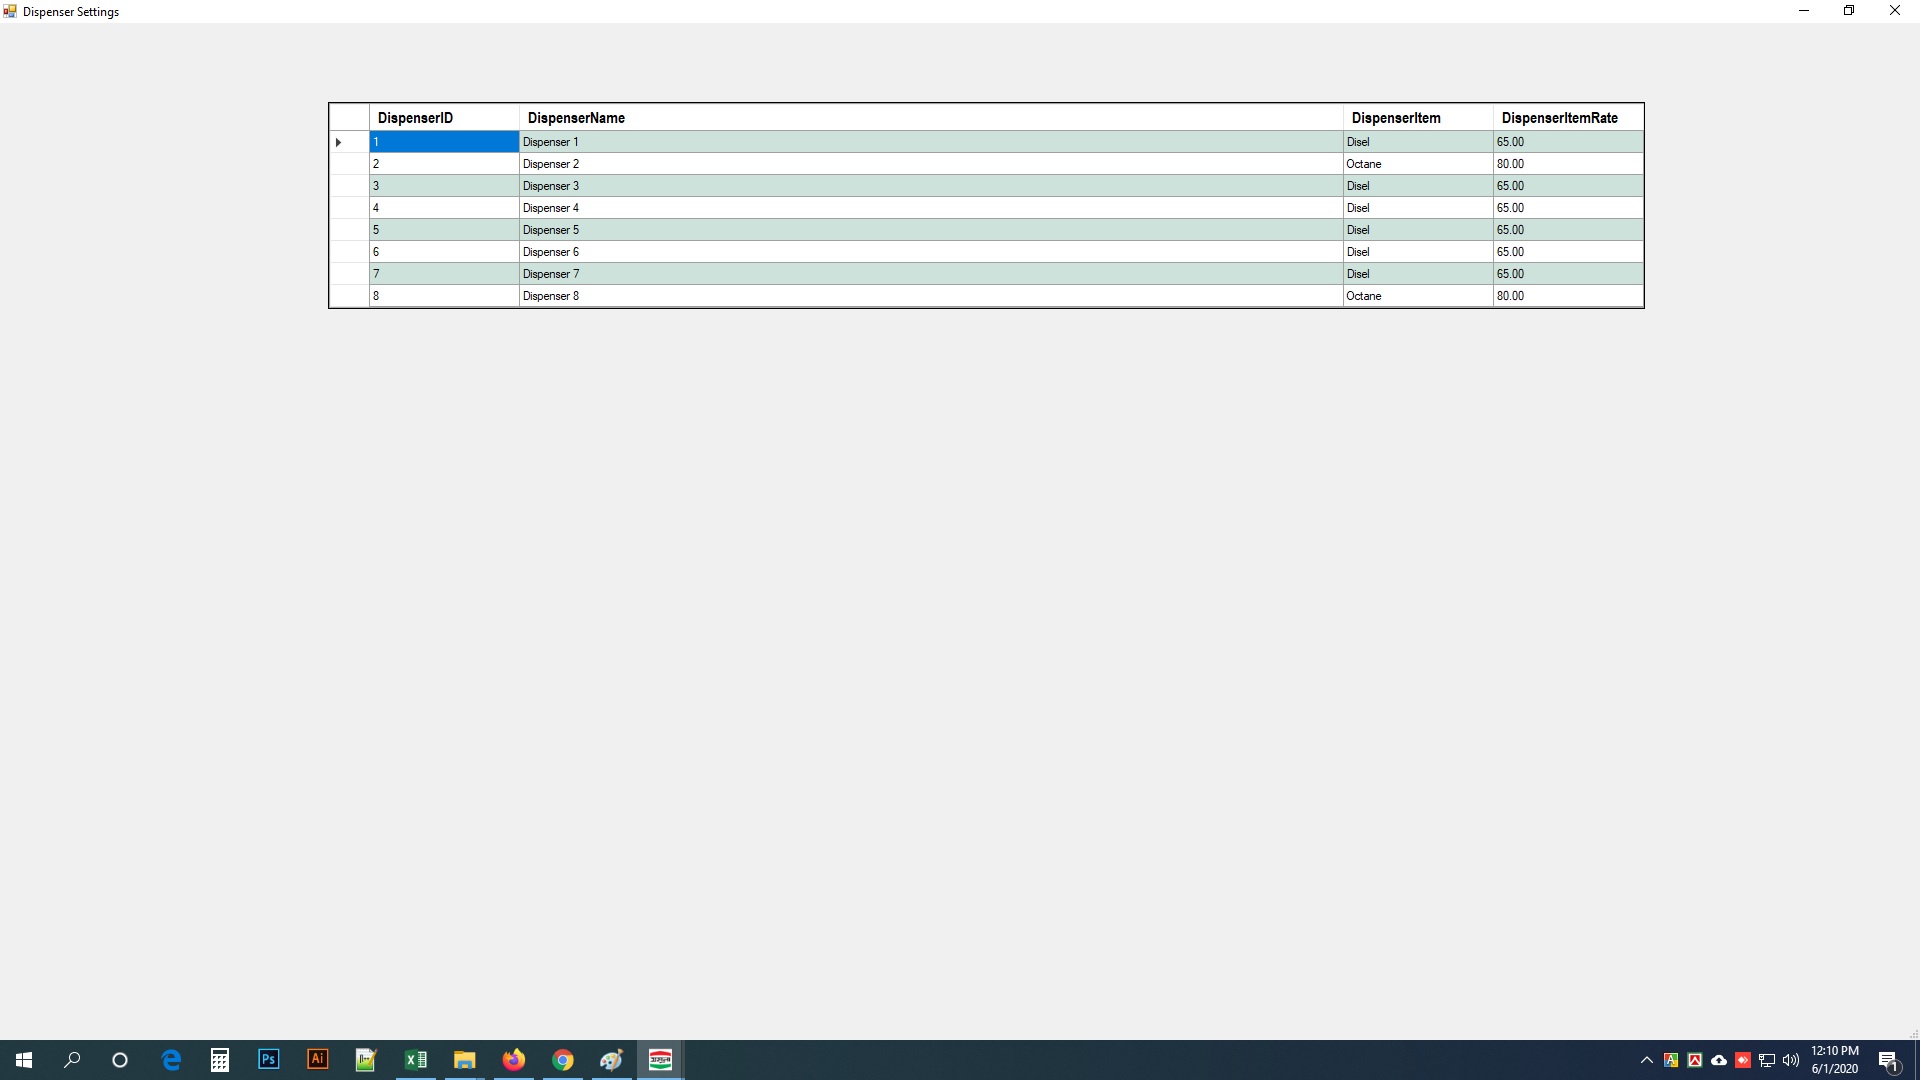 Dispenser Settings
DispenserID DispenserName DispenserItem DispenserItemRate
1 Dispenser 1 Disel 65.00
2 Dispenser 2 Octane 80.00
3 Dispenser 3 Disel 65.00
4 Dispenser 4 Disel 65.00
5 Dispenser 5 Disel 65.00
6 Dispenser 6 Disel 65.00
7 Dispenser 7 Disel 65.00
8 Dispenser 8 Octane 80.00
Ps Ai
12:10 PM
6/1/2020
1